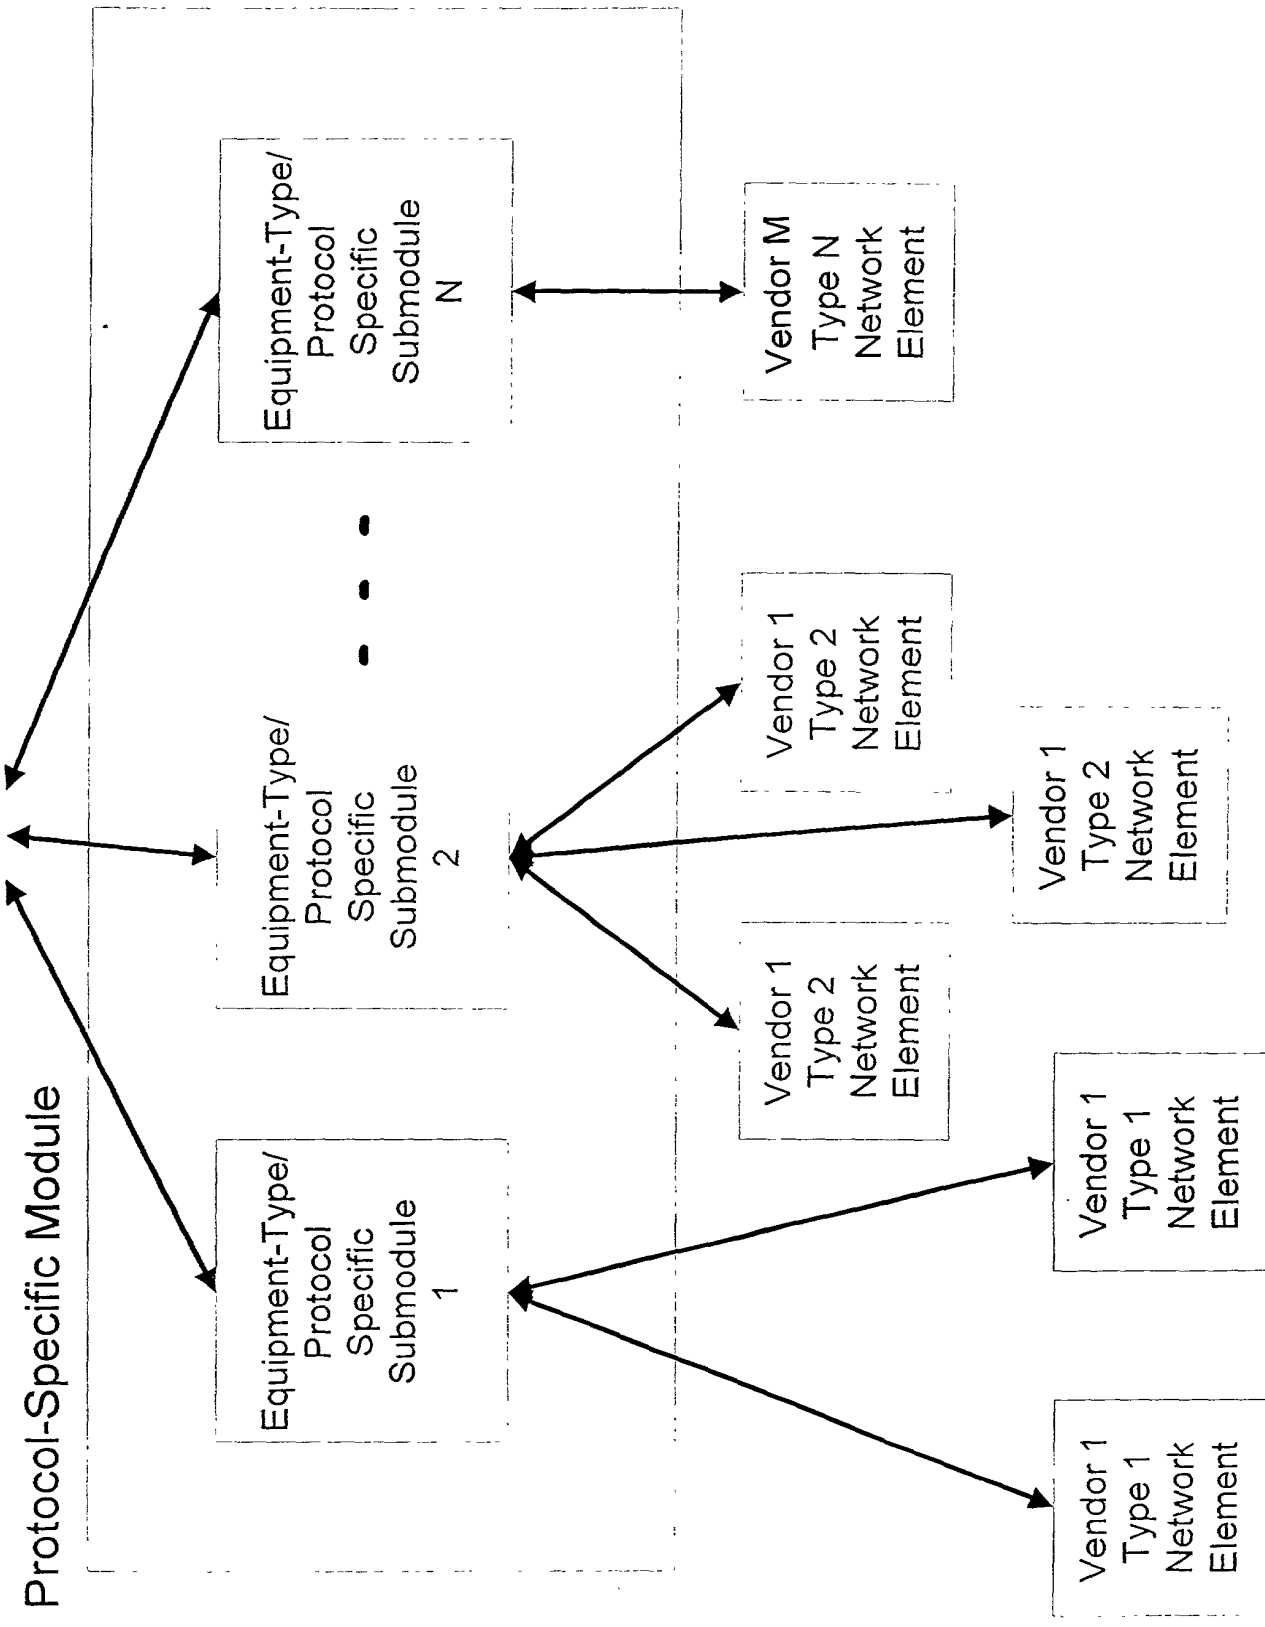 Protocol-Specific Module
Equipment-Type/
Protocol
Specific
Submodule
1
Equipment-Type/
Protocol
Specific
Submodule
2
Equipment-Type/
Protocol
Specific
Submodule
N
Vendor 1
Type 2
Network
Element
Vendor 1
Type 2
Network
Element
Vendor M
Type N
Network
Element
Vendor 1
Type 2
Network
Element
Vendor 1
Type 1
Network
Element
Vendor 1
Type 1
Network
Element